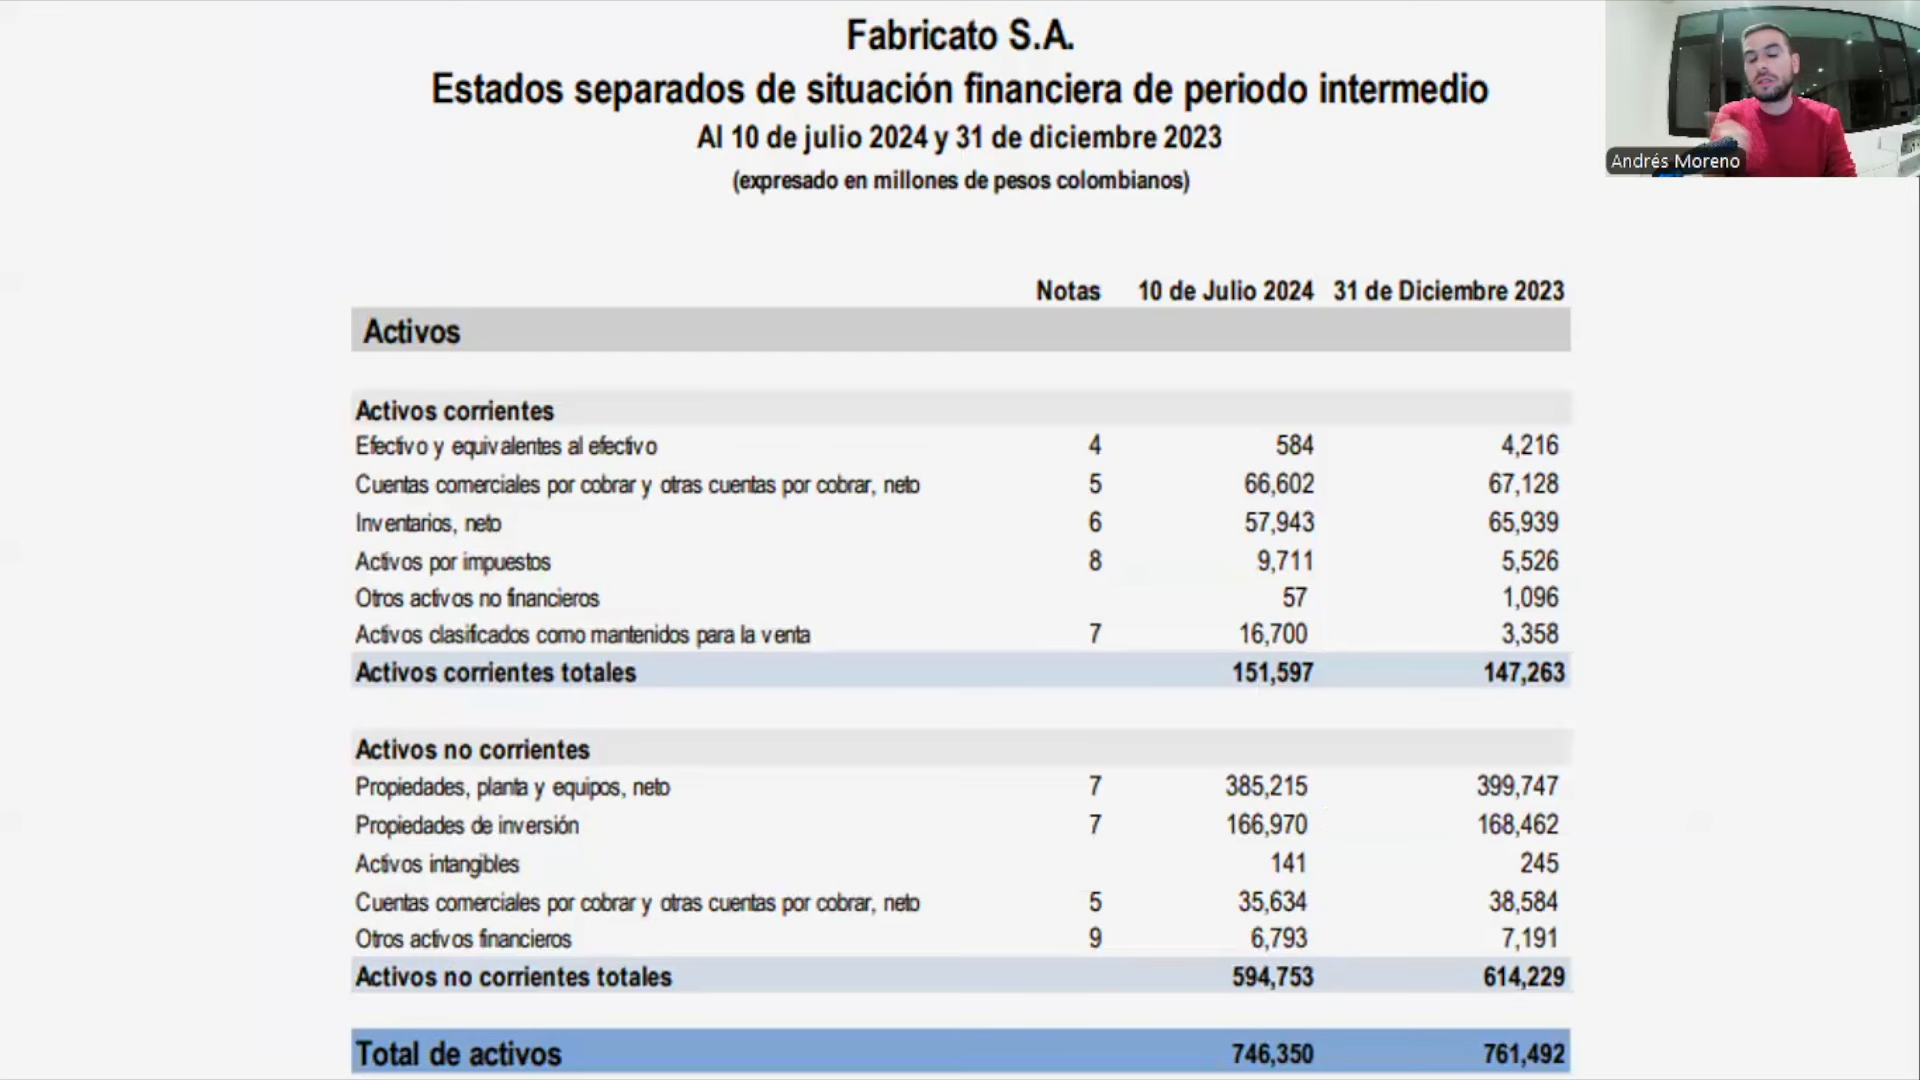 Fabricato S.A.
Estados separados de situación financiera de periodo intermedio
Al 10 de julio 2024 y 31 de diciembre 2023
(expresado en millones de pesos colombianos)
Andrés Moreno
Notas 10 de Julio 2024 31 de Diciembre 2023
Activos
Activos corrientes
Efectivo y equivalentes al efectivo 4 584 4,216
Cuentas comerciales por cobrar y otras cuentas por cobrar, neto 5 66,602 67,128
Inventarios, neto 6 57,943 65,939
Activos por impuestos 8 9,711 5,526
Otros activos no financieros 57 1,096
Activos clasificados como mantenidos para la venta 7 16,700 3,358
Activos corrientes totales 151,597 147,263
Activos no corrientes
Propiedades, planta y equipos, neto 7 385,215 399,747
Propiedades de inversión 7 166,970 168,462
Activos intangibles 141 245
Cuentas comerciales por cobrar y otras cuentas por cobrar, neto 5 35,634 38,584
Otros activos financieros 9 6,793 7,191
Activos no corrientes totales 594,753 614,229
Total de activos 746,350 761,492